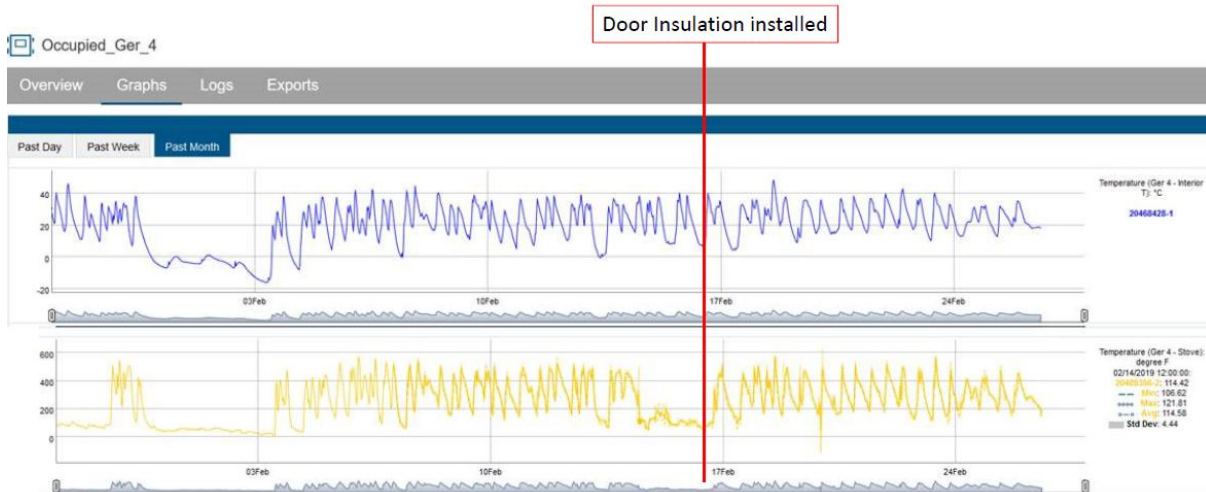 Door Insulation installed
Occupied_Ger_4
Overview Graphs Logs Exports
Past Day Past Week Past Month
Temperature (Ger 4 - Interior
T): °C
20468428-1
40
20
0
-20
03Feb 10Feb 17Feb 24Feb
Temperature (Ger 4 - Stove):
degree F
02/14/2019 12:00:00:
114.42
Min: 106.62
Max: 121.81
Avg: 114.58
Std Dev: 4.44
600
400
200
0
03Feb 10Feb 17Feb 24Feb